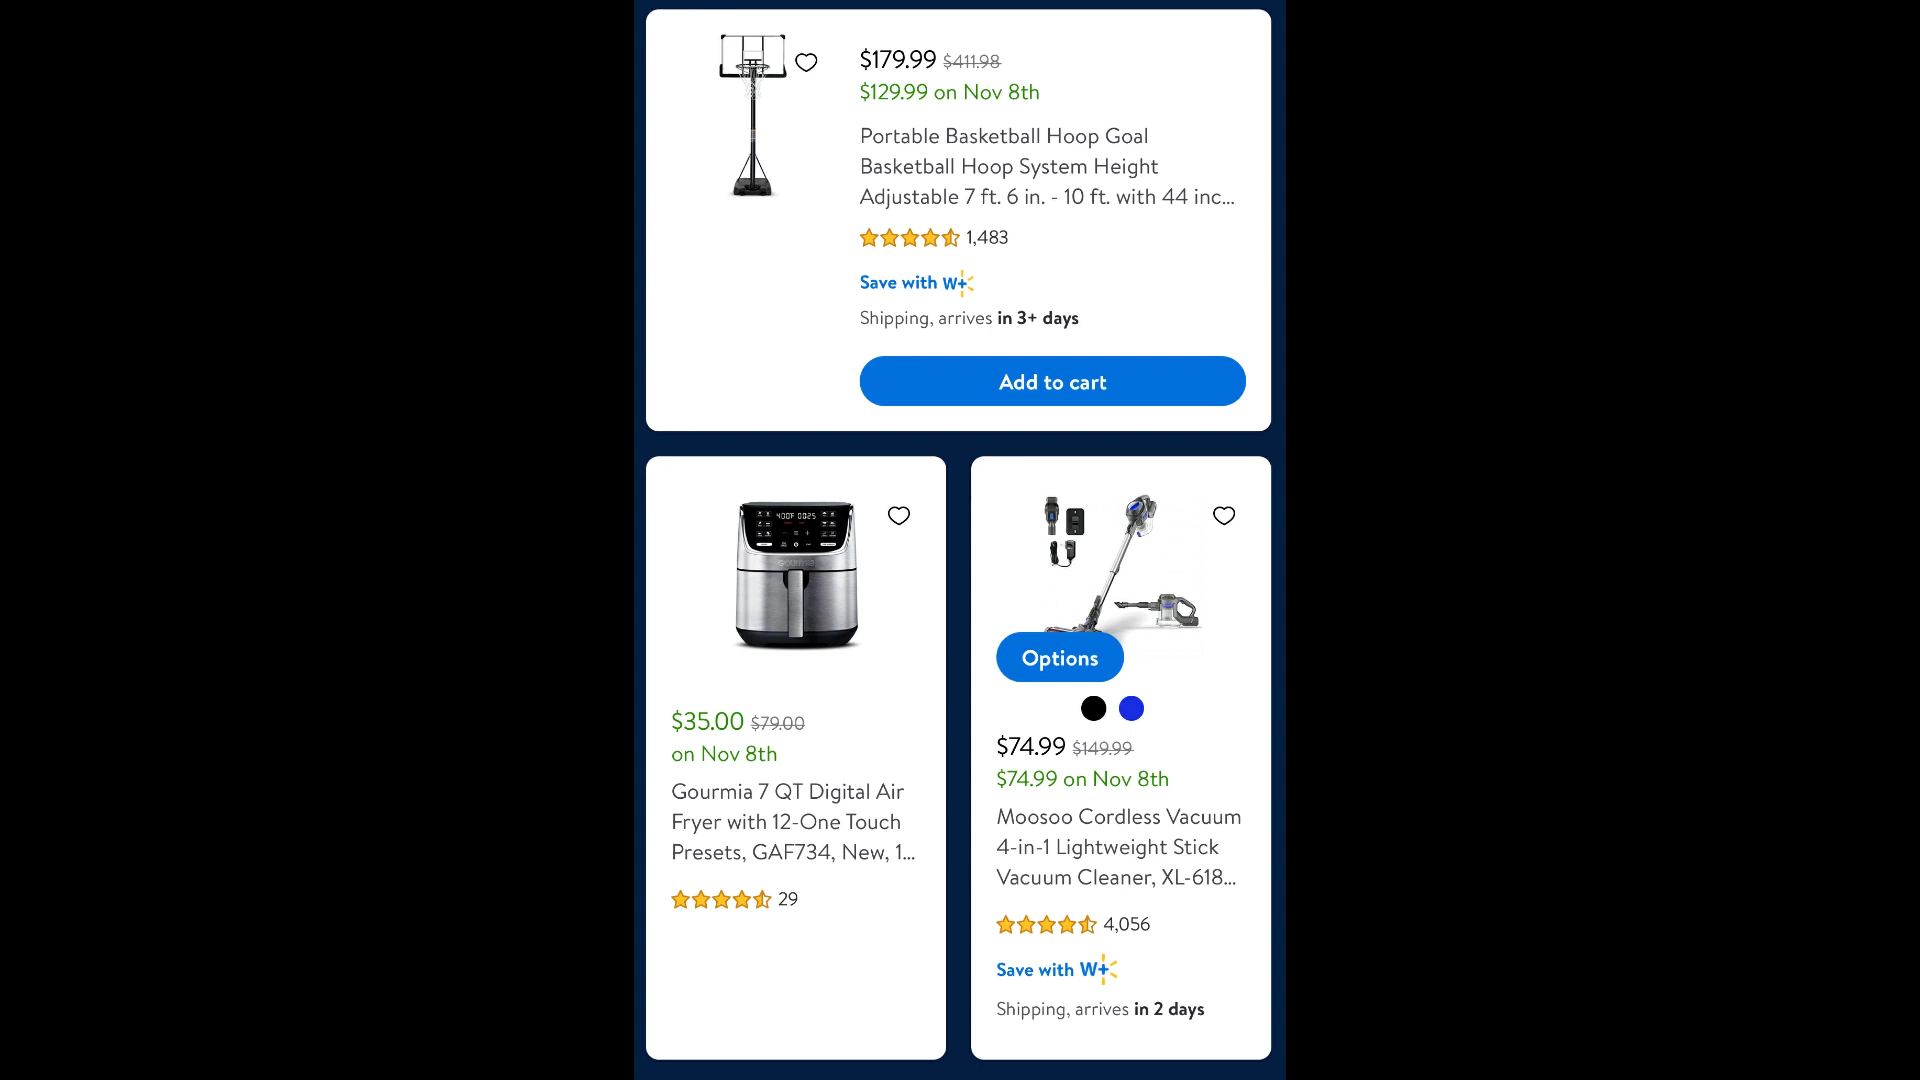 $179.99 $411.98
$129.99 on Nov 8th
Portable Basketball Hoop Goal
Basketball Hoop System Height
Adjustable 7 ft. 6 in. - 10 ft. with 44 inc...
1,483
Save with W+
Shipping, arrives in 3+ days
Add to cart
400F 0025
gourmia
$35.00 $79.00
on Nov 8th
Gourmia 7 QT Digital Air
Fryer with 12-One Touch
Presets, GAF734, New, 1...
29
Options
$74.99 $149.99
$74.99 on Nov 8th
Moosoo Cordless Vacuum
4-in-1 Lightweight Stick
Vacuum Cleaner, XL-618...
4,056
Save with W+
Shipping, arrives in 2 days